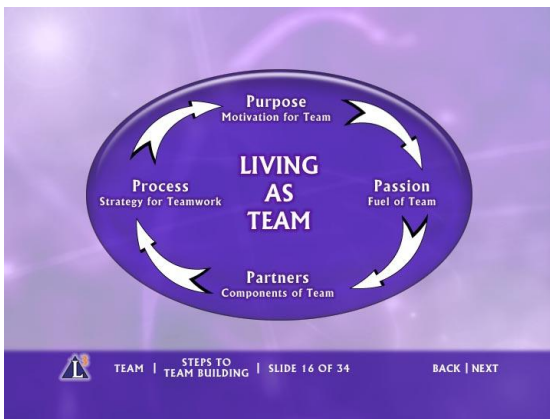 Purpose
Motivation for Team
LIVING
AS
TEAM
Process
Strategy for Teamwork
Passion
Fuel of Team
Partners
Components of Team
L3
TEAM | STEPS TO
TEAM BUILDING | SLIDE 16 OF 34
BACK | NEXT